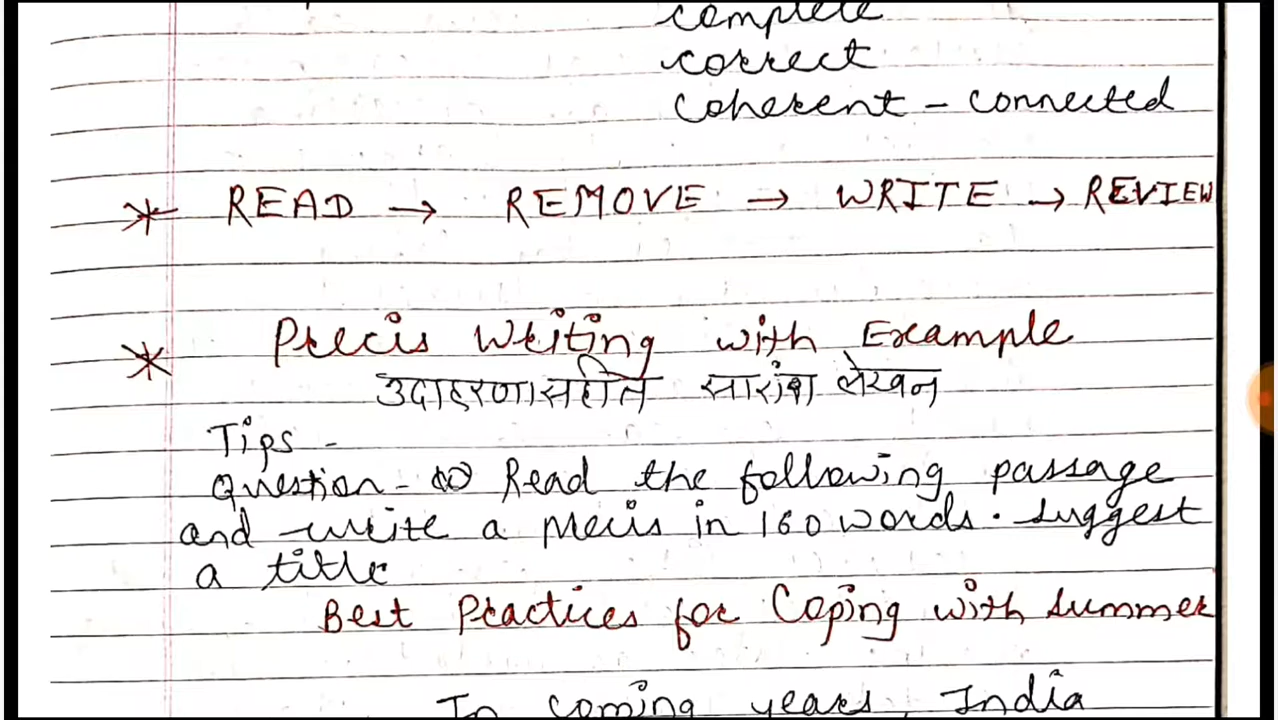 complete
correct
coherent - connected
* READ → REMOVE → WRITE → REVIEW
* Precis Writing with Example
उदाहरणासहीत सारांश लेखन
Tips -
Question - Read the following passage
and write a precis in 160 words. Suggest
a title
Best Practices for Coping with Summer
In coming years, India